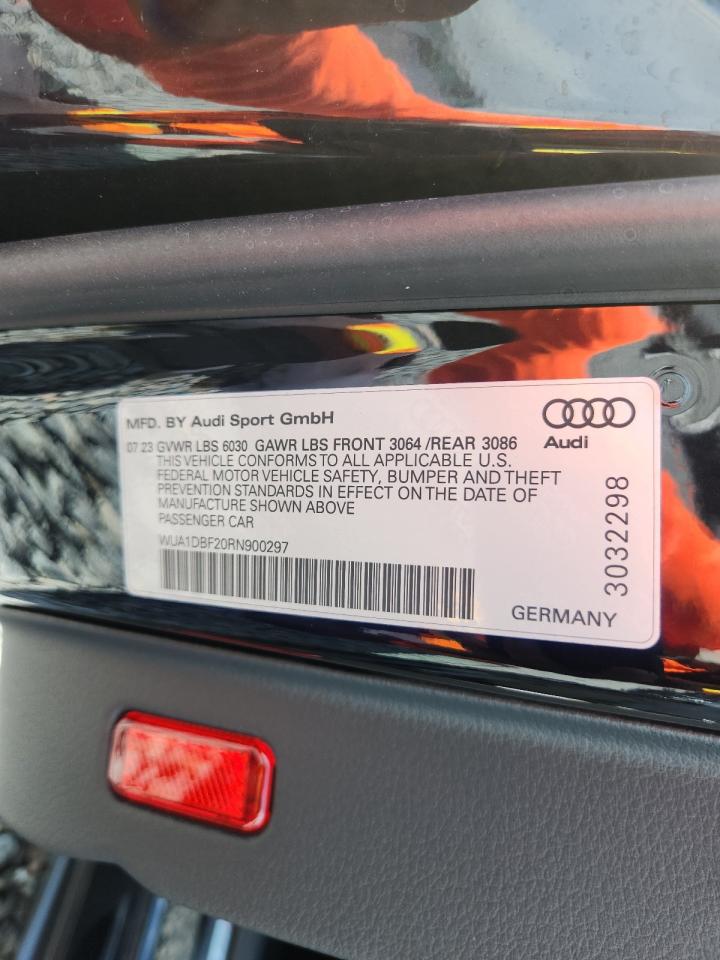 MFD. BY Audi Sport GmbH
Audi
07 23 GVWR LBS 6030 GAWR LBS FRONT 3064 /REAR 3086
THIS VEHICLE CONFORMS TO ALL APPLICABLE U.S.
FEDERAL MOTOR VEHICLE SAFETY, BUMPER AND THEFT
PREVENTION STANDARDS IN EFFECT ON THE DATE OF
MANUFACTURE SHOWN ABOVE
PASSENGER CAR
WUA1DBF20RN900297
3032298
GERMANY